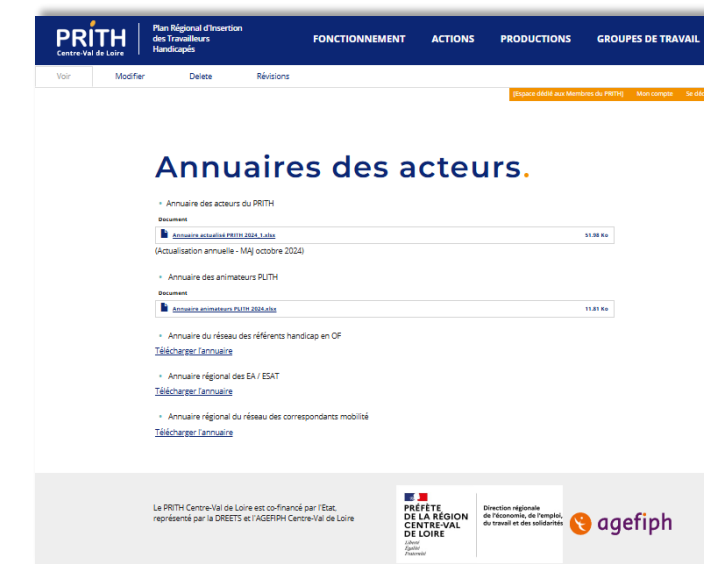 PRITH
Centre-Val de Loire
Plan Régional d'Insertion
des Travailleurs
Handicapés
FONCTIONNEMENT ACTIONS PRODUCTIONS GROUPES DE TRAVAIL
Voir Modifier Delete Révisions
[Espace dédié aux Membres du PRITH] Mon compte Se déc
Annuaires des acteurs.
Annuaire des acteurs du PRITH
Document
Annuaire actualisé PRITH 2024_1.xlsx 51.98 Ko
(Actualisation annuelle - MAJ octobre 2024)
Annuaire des animateurs PLITH
Document
Annuaire animateurs PLITH 2024.xlsx 11.81 Ko
Annuaire du réseau des référents handicap en OF
Télécharger l'annuaire
Annuaire régional des EA / ESAT
Télécharger l'annuaire
Annuaire régional du réseau des correspondants mobilité
Télécharger l'annuaire
Le PRITH Centre-Val de Loire est co-financé par l'Etat,
représenté par la DREETS et l'AGEFIPH Centre-Val de Loire
PRÉFÈTE
DE LA RÉGION
CENTRE-VAL
DE LOIRE
Liberté
Égalité
Fraternité
Direction régionale
de l'économie, de l'emploi,
du travail et des solidarités
agefiph